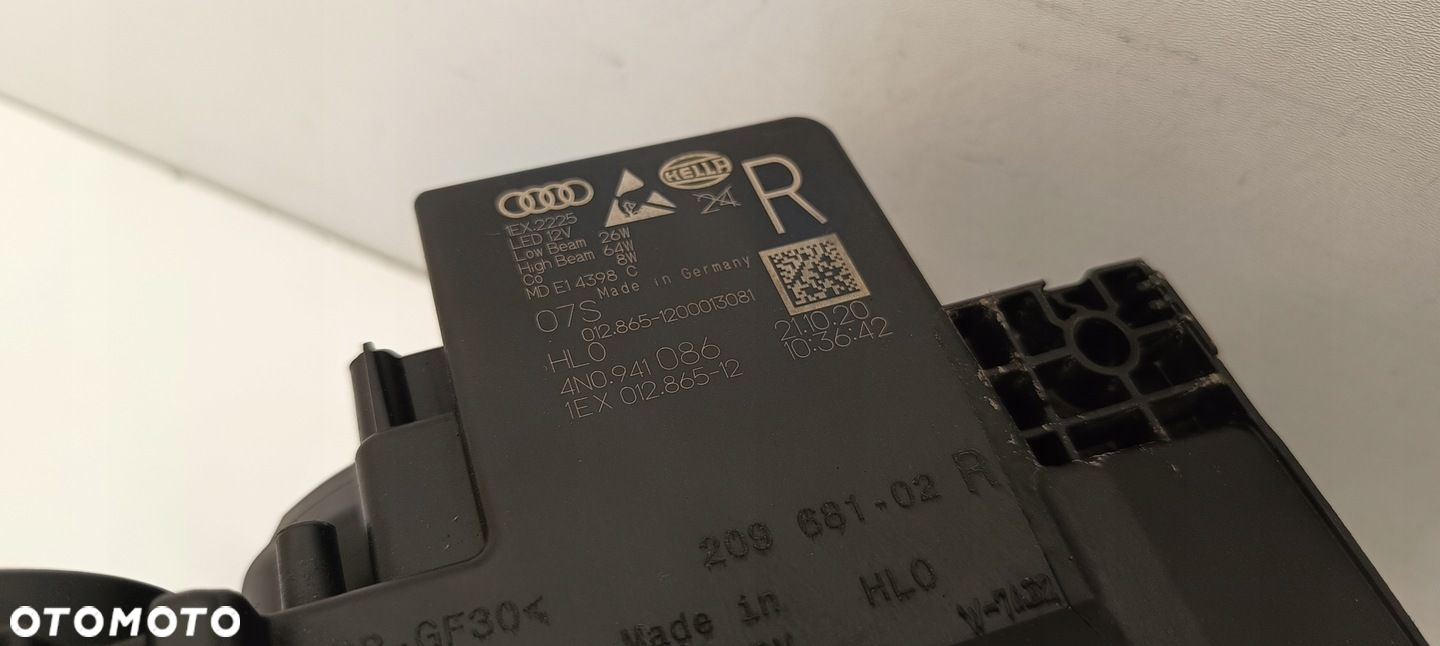 HELLA
R
24
1EX.2225
LED 12V
Low Beam 26W
High Beam 64W
Co 8W
MD E1 4398 C
07S Made in Germany
012.865-1200013081
HL0
21.10.20
4N0.941 086
10:36:42
1EX 012.865-12
209 681-02 R
GF30<
Made in
HL0
OTOMOTO